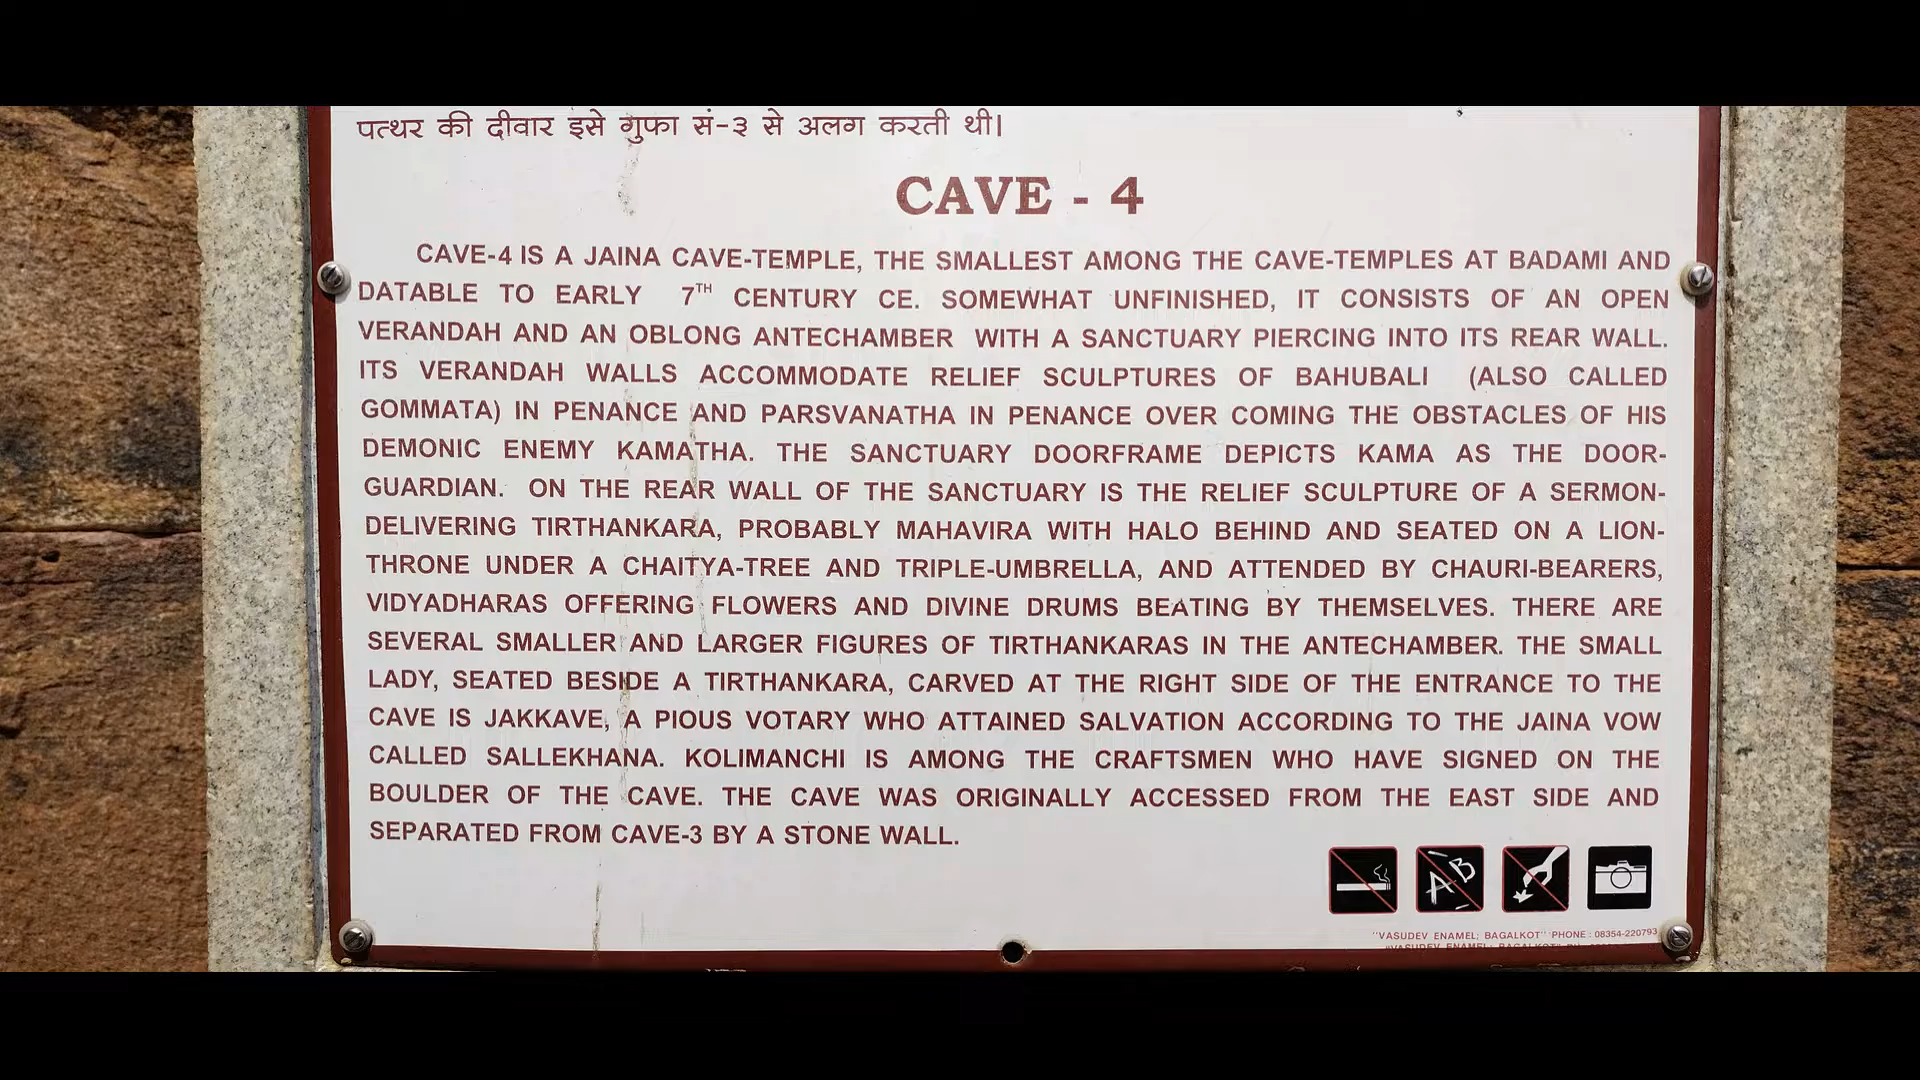 पत्थर की दीवार इसे गुफा सं-३ से अलग करती थी।
CAVE - 4
CAVE-4 IS A JAINA CAVE-TEMPLE, THE SMALLEST AMONG THE CAVE-TEMPLES AT BADAMI AND
DATABLE TO EARLY 7TH CENTURY CE. SOMEWHAT UNFINISHED, IT CONSISTS OF AN OPEN
VERANDAH AND AN OBLONG ANTECHAMBER WITH A SANCTUARY PIERCING INTO ITS REAR WALL.
ITS VERANDAH WALLS ACCOMMODATE RELIEF SCULPTURES OF BAHUBALI (ALSO CALLED
GOMMATA) IN PENANCE AND PARSVANATHA IN PENANCE OVER COMING THE OBSTACLES OF HIS
DEMONIC ENEMY KAMATHA. THE SANCTUARY DOORFRAME DEPICTS KAMA AS THE DOOR-
GUARDIAN. ON THE REAR WALL OF THE SANCTUARY IS THE RELIEF SCULPTURE OF A SERMON-
DELIVERING TIRTHANKARA, PROBABLY MAHAVIRA WITH HALO BEHIND AND SEATED ON A LION-
THRONE UNDER A CHAITYA-TREE AND TRIPLE-UMBRELLA, AND ATTENDED BY CHAURI-BEARERS,
VIDYADHARAS OFFERING FLOWERS AND DIVINE DRUMS BEATING BY THEMSELVES. THERE ARE
SEVERAL SMALLER AND LARGER FIGURES OF TIRTHANKARAS IN THE ANTECHAMBER. THE SMALL
LADY, SEATED BESIDE A TIRTHANKARA, CARVED AT THE RIGHT SIDE OF THE ENTRANCE TO THE
CAVE IS JAKKAVE, A PIOUS VOTARY WHO ATTAINED SALVATION ACCORDING TO THE JAINA VOW
CALLED SALLEKHANA. KOLIMANCHI IS AMONG THE CRAFTSMEN WHO HAVE SIGNED ON THE
BOULDER OF THE CAVE. THE CAVE WAS ORIGINALLY ACCESSED FROM THE EAST SIDE AND
SEPARATED FROM CAVE-3 BY A STONE WALL.
AB
"VASUDEV ENAMEL; BAGALKOT" PHONE : 08354-220793
"VASUDEV ENAMEL; BAGALKOT"